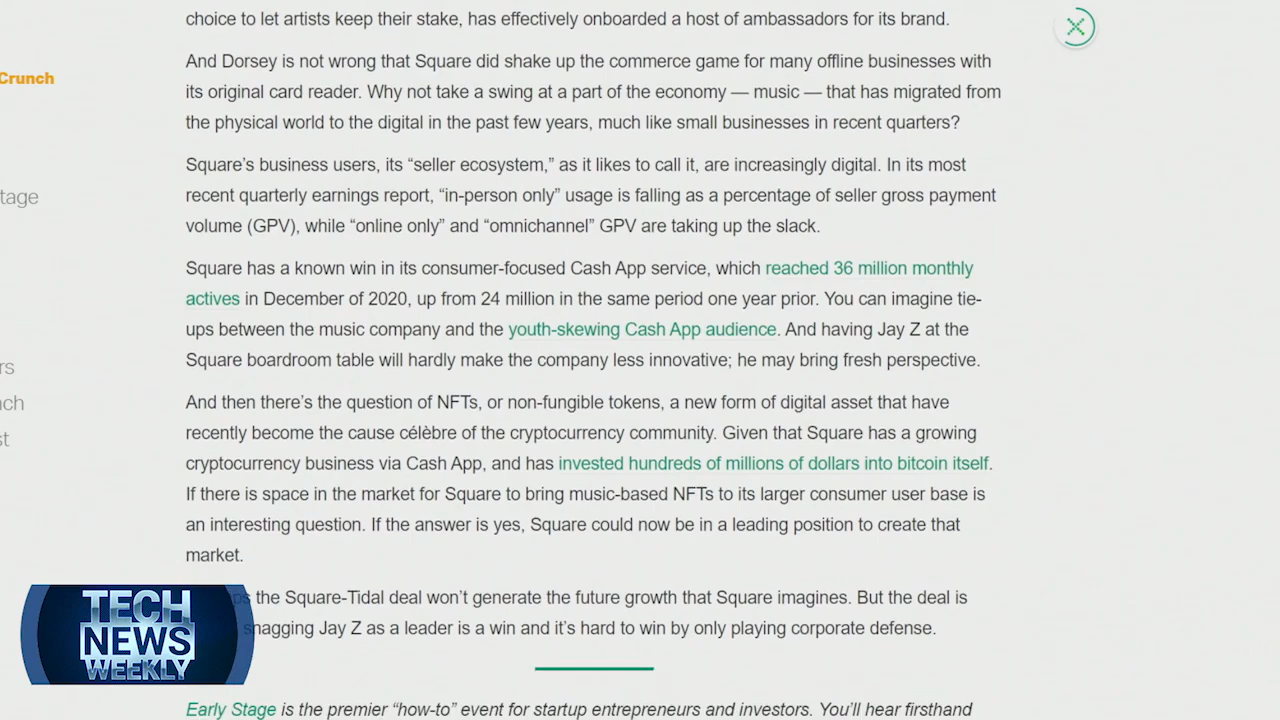 choice to let artists keep their stake, has effectively onboarded a host of ambassadors for its brand.
And Dorsey is not wrong that Square did shake up the commerce game for many offline businesses with
Crunch
its original card reader. Why not take a swing at a part of the economy — music — that has migrated from
the physical world to the digital in the past few years, much like small businesses in recent quarters?
Square’s business users, its “seller ecosystem,” as it likes to call it, are increasingly digital. In its most
tage
recent quarterly earnings report, “in-person only” usage is falling as a percentage of seller gross payment
volume (GPV), while “online only” and “omnichannel” GPV are taking up the slack.
Square has a known win in its consumer-focused Cash App service, which reached 36 million monthly
actives in December of 2020, up from 24 million in the same period one year prior. You can imagine tie-
ups between the music company and the youth-skewing Cash App audience. And having Jay Z at the
rs
Square boardroom table will hardly make the company less innovative; he may bring fresh perspective.
And then there’s the question of NFTs, or non-fungible tokens, a new form of digital asset that have
nch
recently become the cause célèbre of the cryptocurrency community. Given that Square has a growing
st
cryptocurrency business via Cash App, and has invested hundreds of millions of dollars into bitcoin itself.
If there is space in the market for Square to bring music-based NFTs to its larger consumer user base is
an interesting question. If the answer is yes, Square could now be in a leading position to create that
market.
the Square-Tidal deal won’t generate the future growth that Square imagines. But the deal is
snagging Jay Z as a leader is a win and it’s hard to win by only playing corporate defense.
TECH
NEWS
WEEKLY
Early Stage is the premier “how-to” event for startup entrepreneurs and investors. You’ll hear firsthand